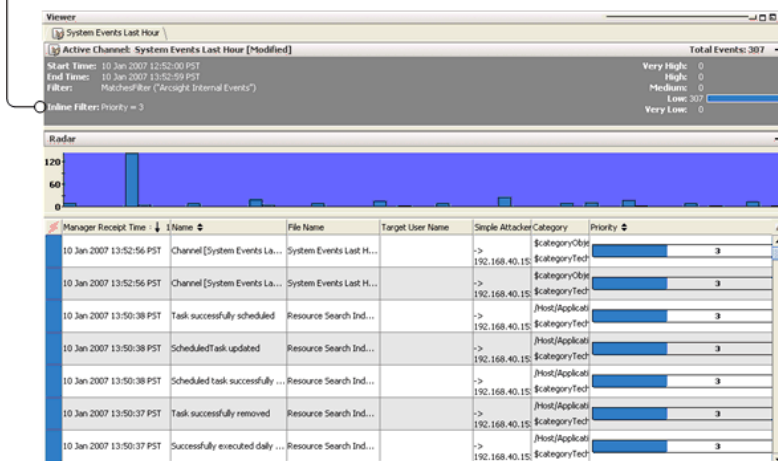 Viewer
System Events Last Hour
Active Channel: System Events Last Hour [Modified] Total Events: 307
Start Time: 10 Jan 2007 12:52:00 PST
End Time: 10 Jan 2007 13:52:59 PST
Filter: MatchesFilter ("Arcsight Internal Events")
Inline Filter: Priority = 3
Very High: 0
High: 0
Medium: 0
Low: 307
Very Low: 0
Radar
120
60
0
Manager Receipt Time 1 Name File Name Target User Name Simple Attacker Category Priority
10 Jan 2007 13:52:56 PST Channel [System Events La... System Events Last H... -> 192.168.40.15 $categoryObje $categoryTech 3
10 Jan 2007 13:52:56 PST Channel [System Events La... System Events Last H... -> 192.168.40.15 $categoryObje $categoryTech 3
10 Jan 2007 13:50:38 PST Task successfully scheduled Resource Search Ind... -> 192.168.40.15 /Host/Applicati $categoryTech 3
10 Jan 2007 13:50:38 PST ScheduledTask updated Resource Search Ind... -> 192.168.40.15 /Host/Applicati $categoryTech 3
10 Jan 2007 13:50:38 PST Scheduled task successfully ... Resource Search Ind... -> 192.168.40.15 /Host/Applicati $categoryTech 3
10 Jan 2007 13:50:37 PST Task successfully removed Resource Search Ind... -> 192.168.40.15 /Host/Applicati $categoryTech 3
10 Jan 2007 13:50:37 PST Successfully executed daily ... Resource Search Ind... -> 192.168.40.15 /Host/Applicati $categoryTech 3